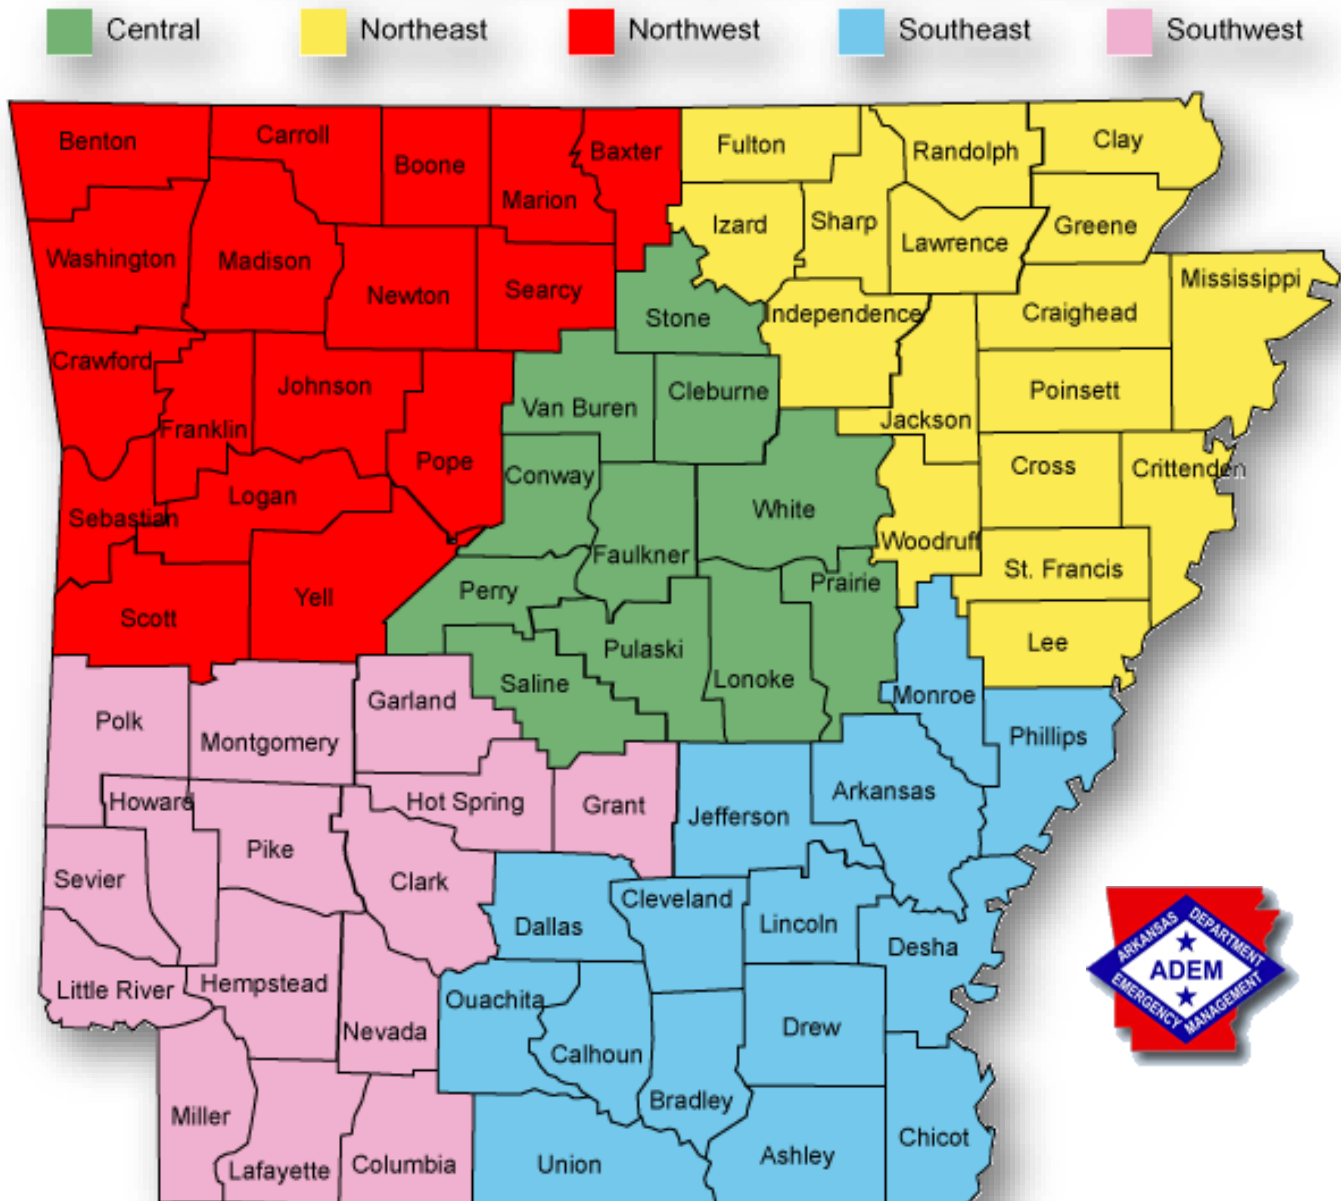 Central Northeast Northwest Southeast Southwest
Benton
Carroll
Boone
Marion
Baxter
Fulton
Randolph
Clay
Washington
Madison
Newton
Searcy
Izard
Sharp
Lawrence
Greene
Mississippi
Stone
Independence
Craighead
Crawford
Franklin
Johnson
Pope
Van Buren
Cleburne
Jackson
Poinsett
Sebastian
Logan
Conway
White
Cross
Crittenden
Woodruff
Scott
Yell
Perry
Faulkner
Prairie
St. Francis
Pulaski
Lee
Saline
Lonoke
Monroe
Polk
Montgomery
Garland
Phillips
Howard
Hot Spring
Grant
Jefferson
Arkansas
Pike
Sevier
Clark
Dallas
Cleveland
Lincoln
Desha
Little River
Hempstead
Nevada
Ouachita
Calhoun
Drew
Miller
Bradley
Lafayette
Columbia
Union
Ashley
Chicot
ARKANSAS DEPARTMENT
ADEM
EMERGENCY MANAGEMENT